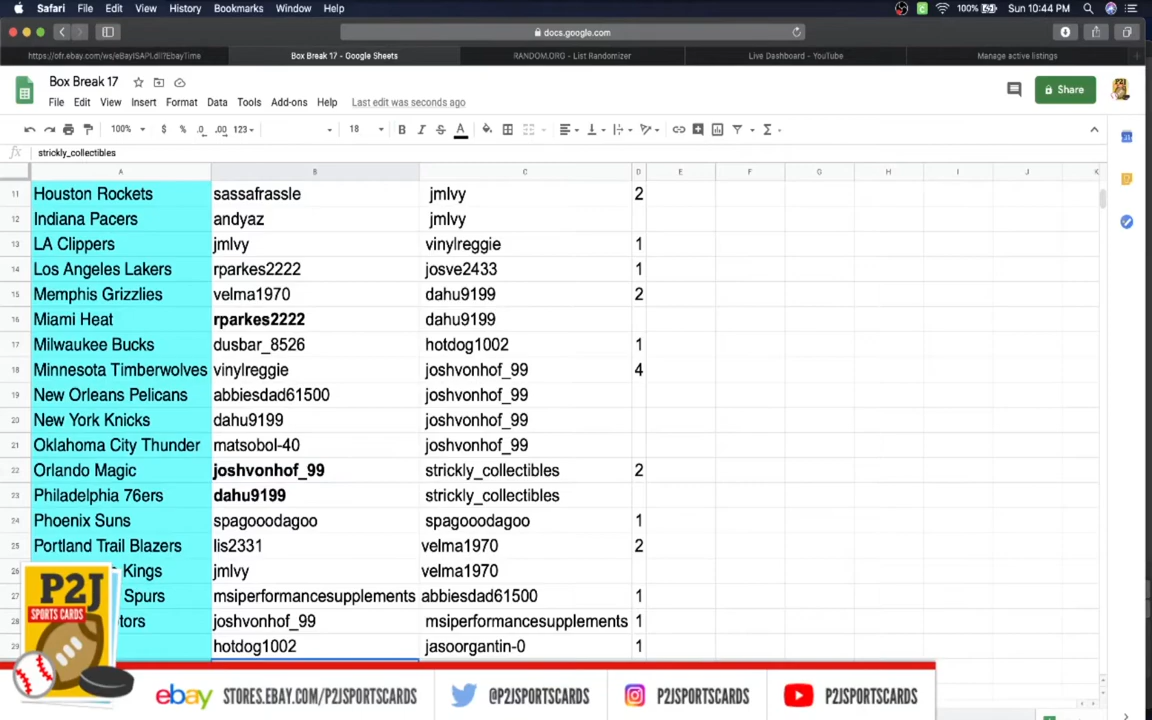 Safari File Edit View History Bookmarks Window Help 100% Sun 10:44 PM
docs.google.com
https://ofr.ebay.com/ws/eBayISAPI.dll?EbayTime Box Break 17 - Google Sheets RANDOM.ORG - List Randomizer Live Dashboard - YouTube Manage active listings
Box Break 17
File Edit View Insert Format Data Tools Add-ons Help Last edit was seconds ago
Share
100% $ % .0 .00 123 18 B I S A
fx strickly_collectibles
A B C D E F G H I J K
11 Houston Rockets sassafrassle jmlvy 2
12 Indiana Pacers andyaz jmlvy
13 LA Clippers jmlvy vinylreggie 1
14 Los Angeles Lakers rparkes2222 josve2433 1
15 Memphis Grizzlies velma1970 dahu9199 2
16 Miami Heat rparkes2222 dahu9199
17 Milwaukee Bucks dusbar_8526 hotdog1002 1
18 Minnesota Timberwolves vinylreggie joshvonhof_99 4
19 New Orleans Pelicans abbiesdad61500 joshvonhof_99
20 New York Knicks dahu9199 joshvonhof_99
21 Oklahoma City Thunder matsobol-40 joshvonhof_99
22 Orlando Magic joshvonhof_99 strickly_collectibles 2
23 Philadelphia 76ers dahu9199 strickly_collectibles
24 Phoenix Suns spagooodagoo spagooodagoo 1
25 Portland Trail Blazers lis2331 velma1970 2
26 Kings jmlvy velma1970
27 Spurs msiperformancesupplements abbiesdad61500 1
28 tors joshvonhof_99 msiperformancesupplements 1
29 hotdog1002 jasoorgantin-0 1
P2J
SPORTS CARDS
ebay STORES.EBAY.COM/P2JSPORTSCARDS @P2JSPORTSCARDS P2JSPORTSCARDS P2JSPORTSCARDS